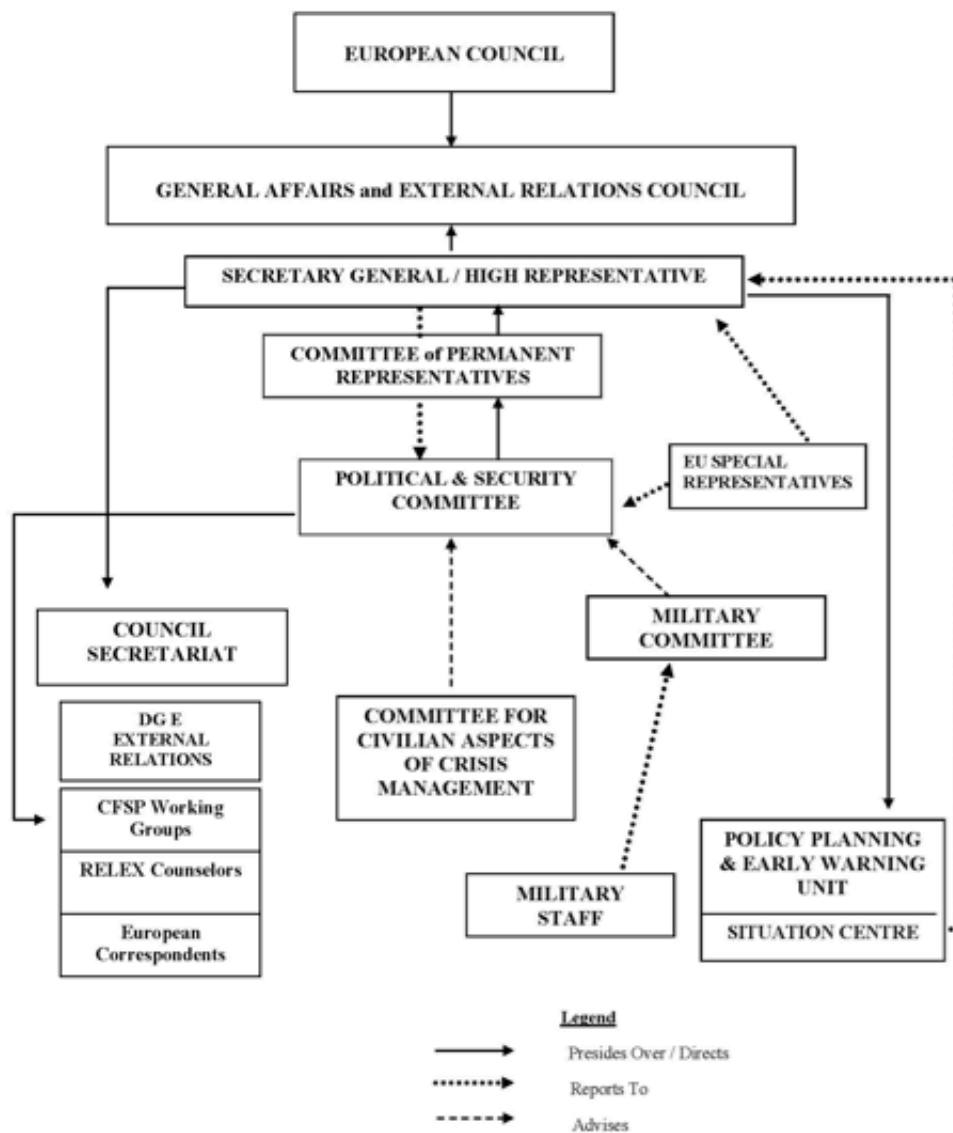 EUROPEAN COUNCIL
GENERAL AFFAIRS and EXTERNAL RELATIONS COUNCIL
SECRETARY GENERAL / HIGH REPRESENTATIVE
COMMITTEE of PERMANENT
REPRESENTATIVES
POLITICAL & SECURITY
COMMITTEE
EU SPECIAL
REPRESENTATIVES
COUNCIL
SECRETARIAT
MILITARY
COMMITTEE
DG E
EXTERNAL
RELATIONS
COMMITTEE FOR
CIVILIAN ASPECTS
OF CRISIS
MANAGEMENT
CFSP Working
Groups
RELEX Counselors
European
Correspondents
MILITARY
STAFF
POLICY PLANNING
& EARLY WARNING
UNIT
SITUATION CENTRE
Legend
Presides Over / Directs
Reports To
Advises